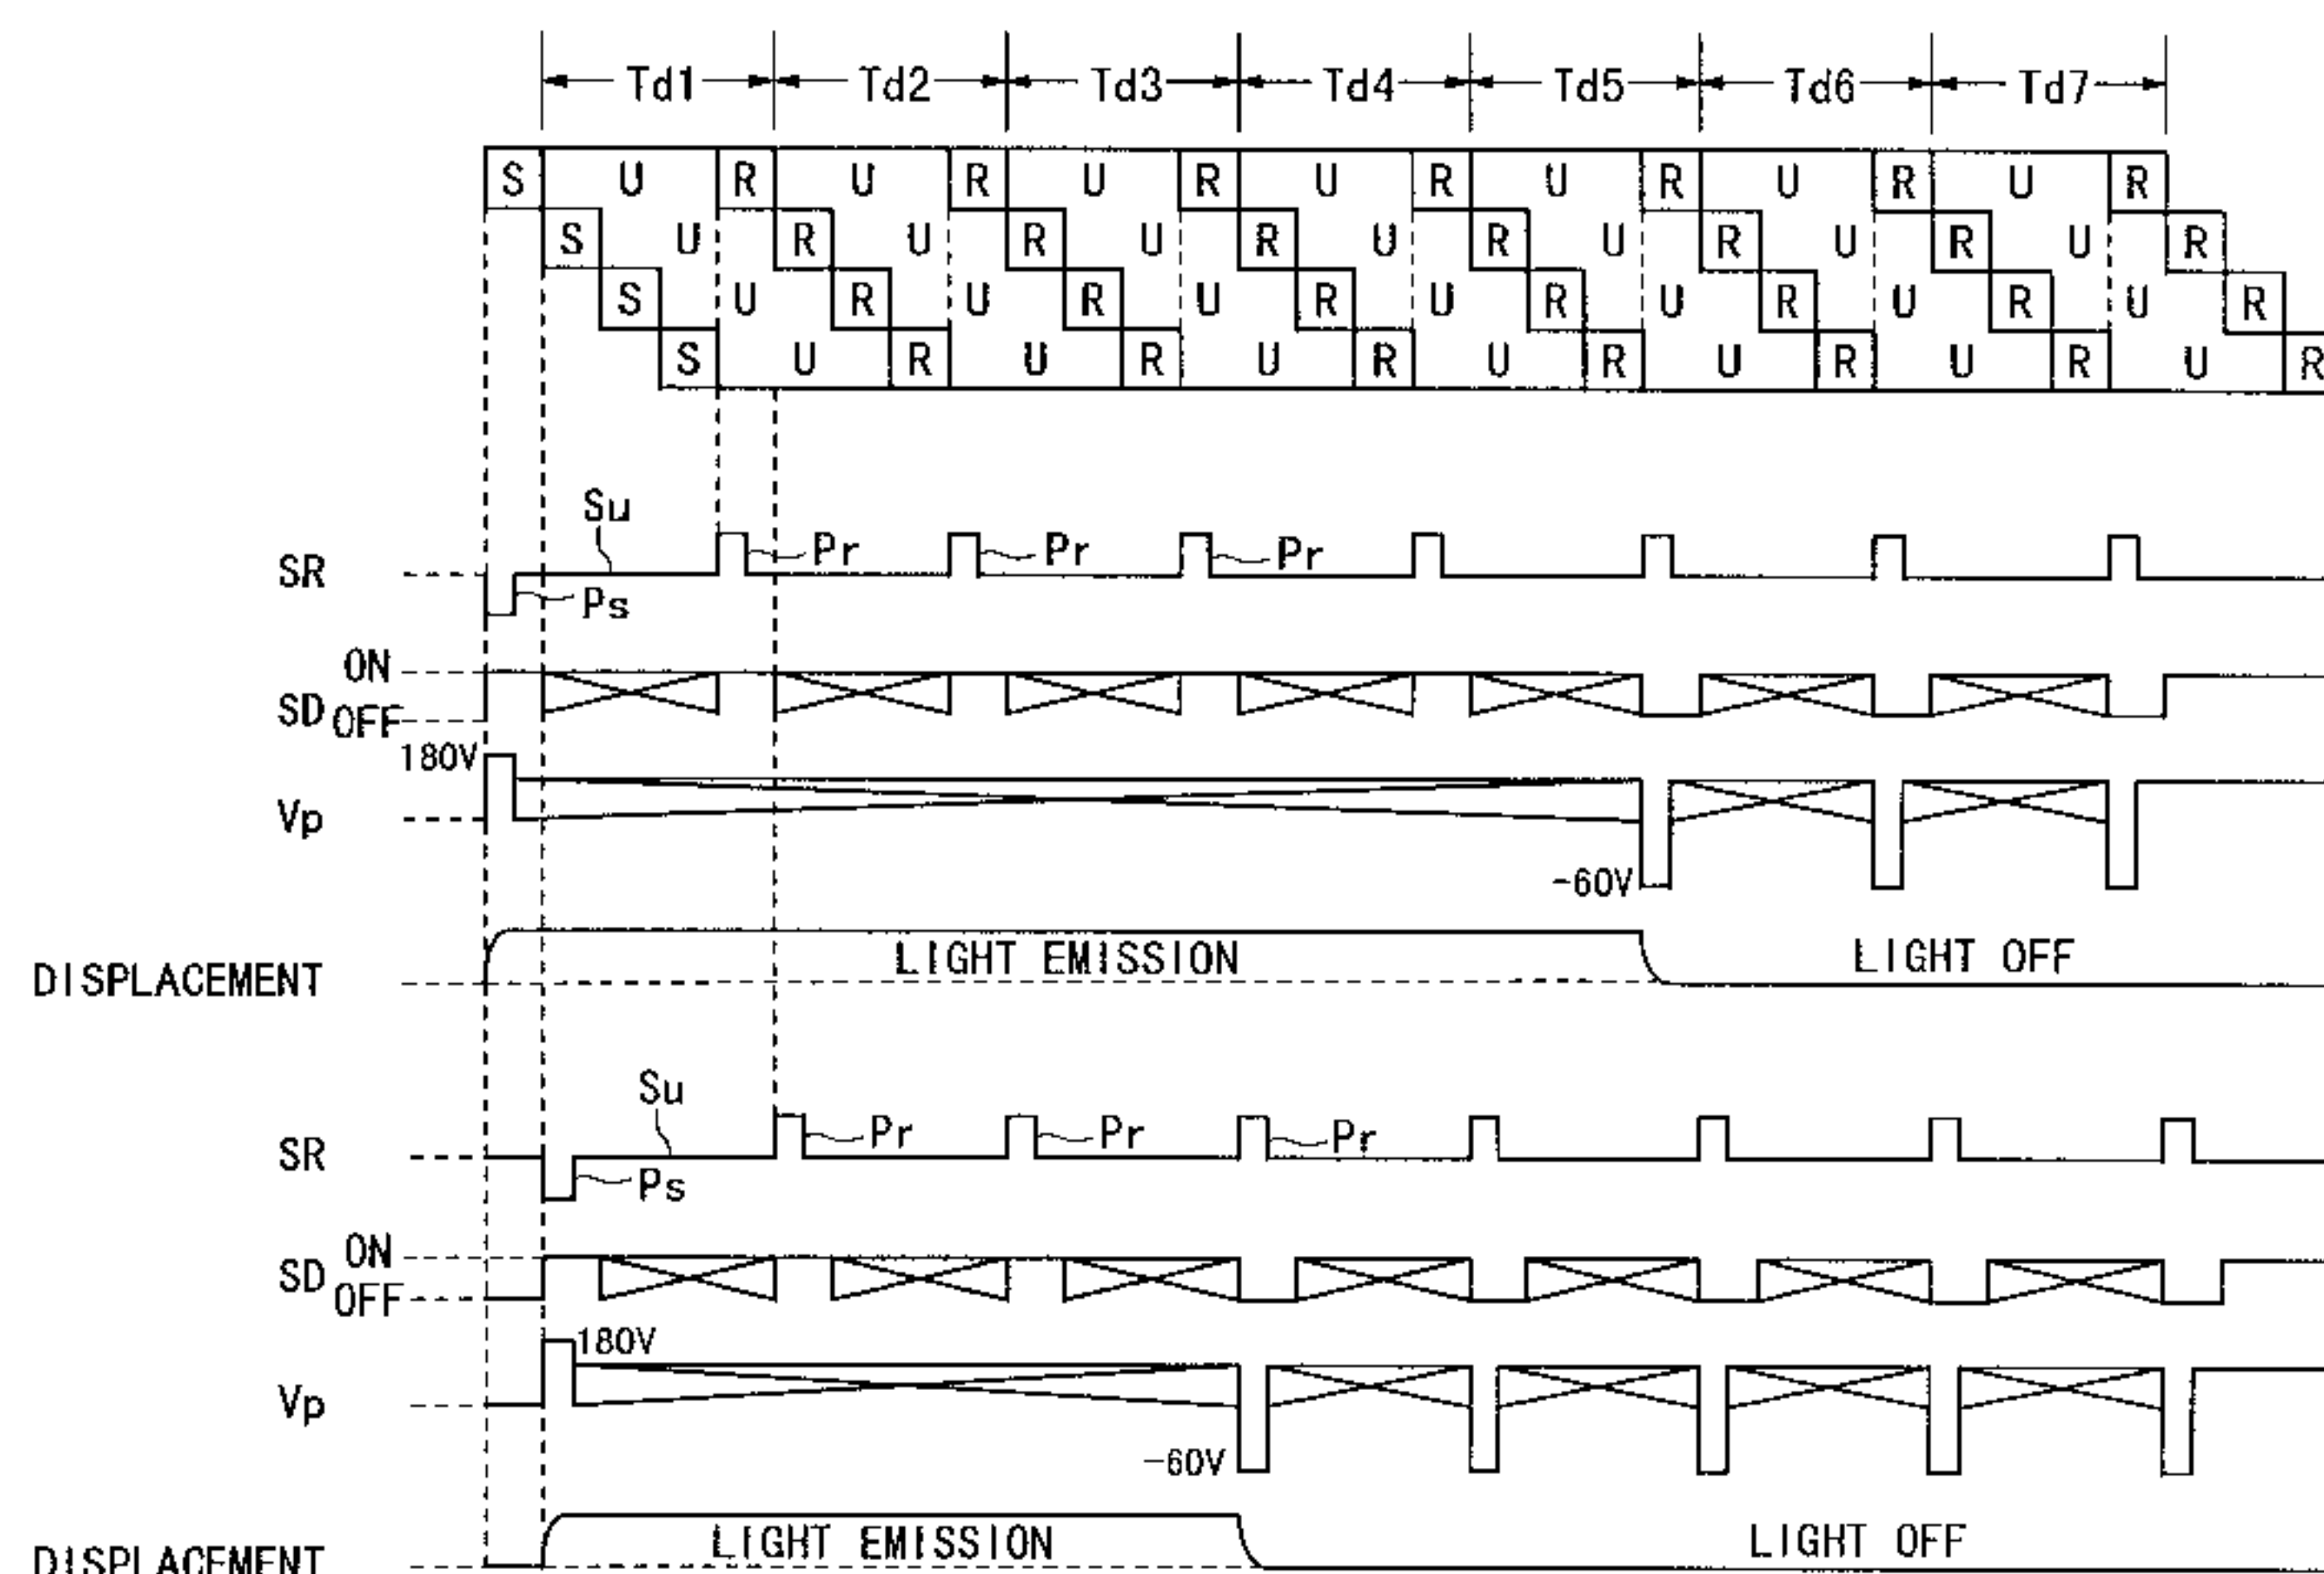 Td1 Td2 Td3 Td4 Td5 Td6 Td7
S U R U R U R U R U R U R U R
S U R U R U R U R U R U R U R
S U R U R U R U R U R U R U R
S U R U R U R U R U R U R U R
Su
SR Pr Pr Pr
Ps
ON
SD OFF
180V
Vp
-60V
LIGHT EMISSION LIGHT OFF
DISPLACEMENT
Su
SR Pr Pr Pr
Ps
ON
SD OFF
180V
Vp
-60V
LIGHT EMISSION LIGHT OFF
DISPLACEMENT